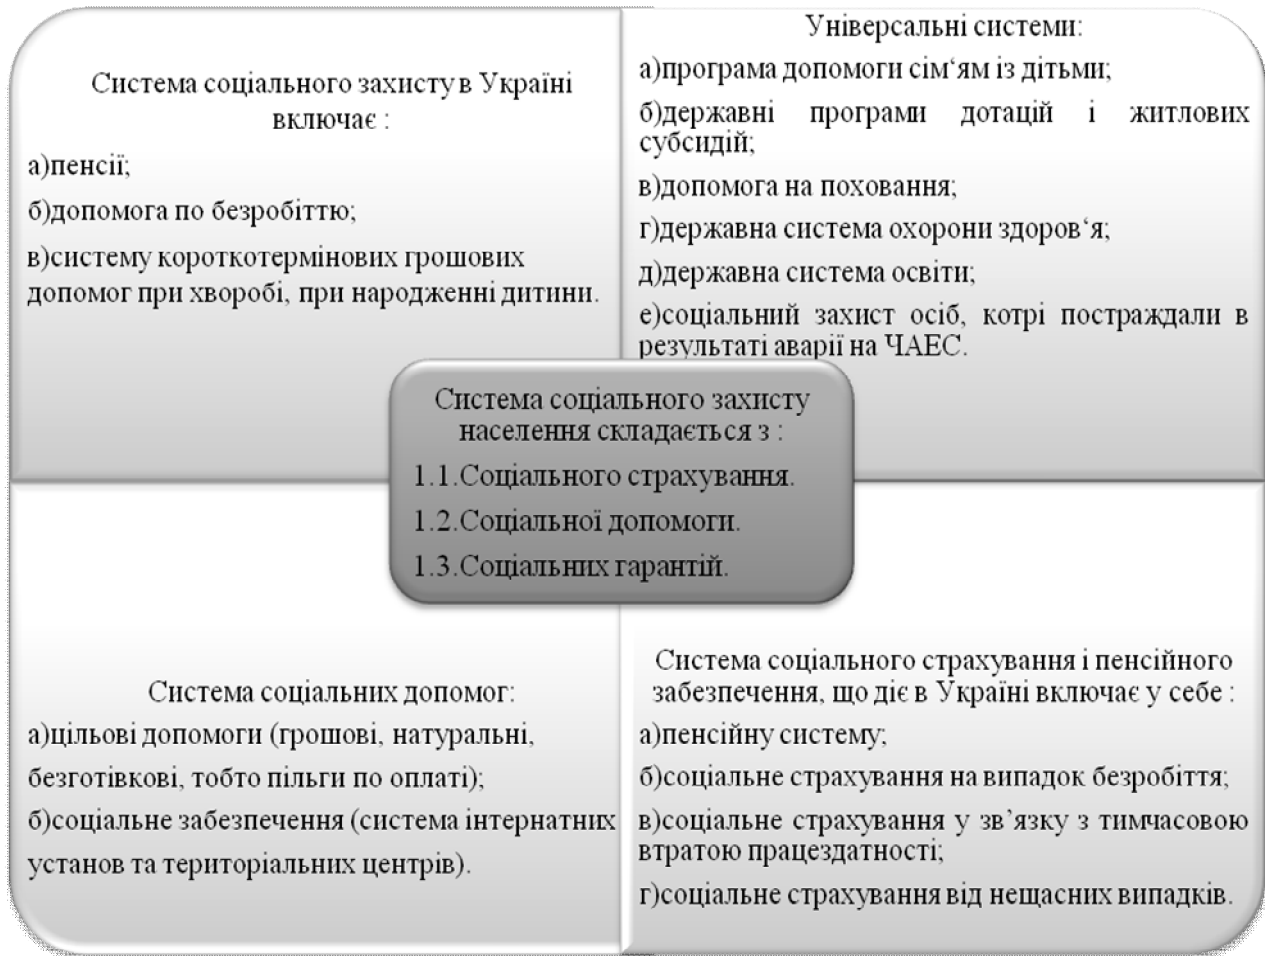 Система соціального захисту в Україні
включає :
а)пенсії;
б)допомога по безробіттю;
в)систему короткотермінових грошових
допомог при хворобі, при народженні дитини.
Універсальні системи:
а)програма допомоги сім‘ям із дітьми;
б)державні програми дотацій і житлових
субсидій;
в)допомога на поховання;
г)державна система охорони здоров‘я;
д)державна система освіти;
е)соціальний захист осіб, котрі постраждали в
результаті аварії на ЧАЕС.
Система соціального захисту
населення складається з :
1.1.Соціального страхування.
1.2.Соціальної допомоги.
1.3.Соціальних гарантій.
Система соціальних допомог:
а)цільові допомоги (грошові, натуральні,
безготівкові, тобто пільги по оплаті);
б)соціальне забезпечення (система інтернатних
установ та територіальних центрів).
Система соціального страхування і пенсійного
забезпечення, що діє в Україні включає у себе :
а)пенсійну систему;
б)соціальне страхування на випадок безробіття;
в)соціальне страхування у зв’язку з тимчасовою
втратою працездатності;
г)соціальне страхування від нещасних випадків.